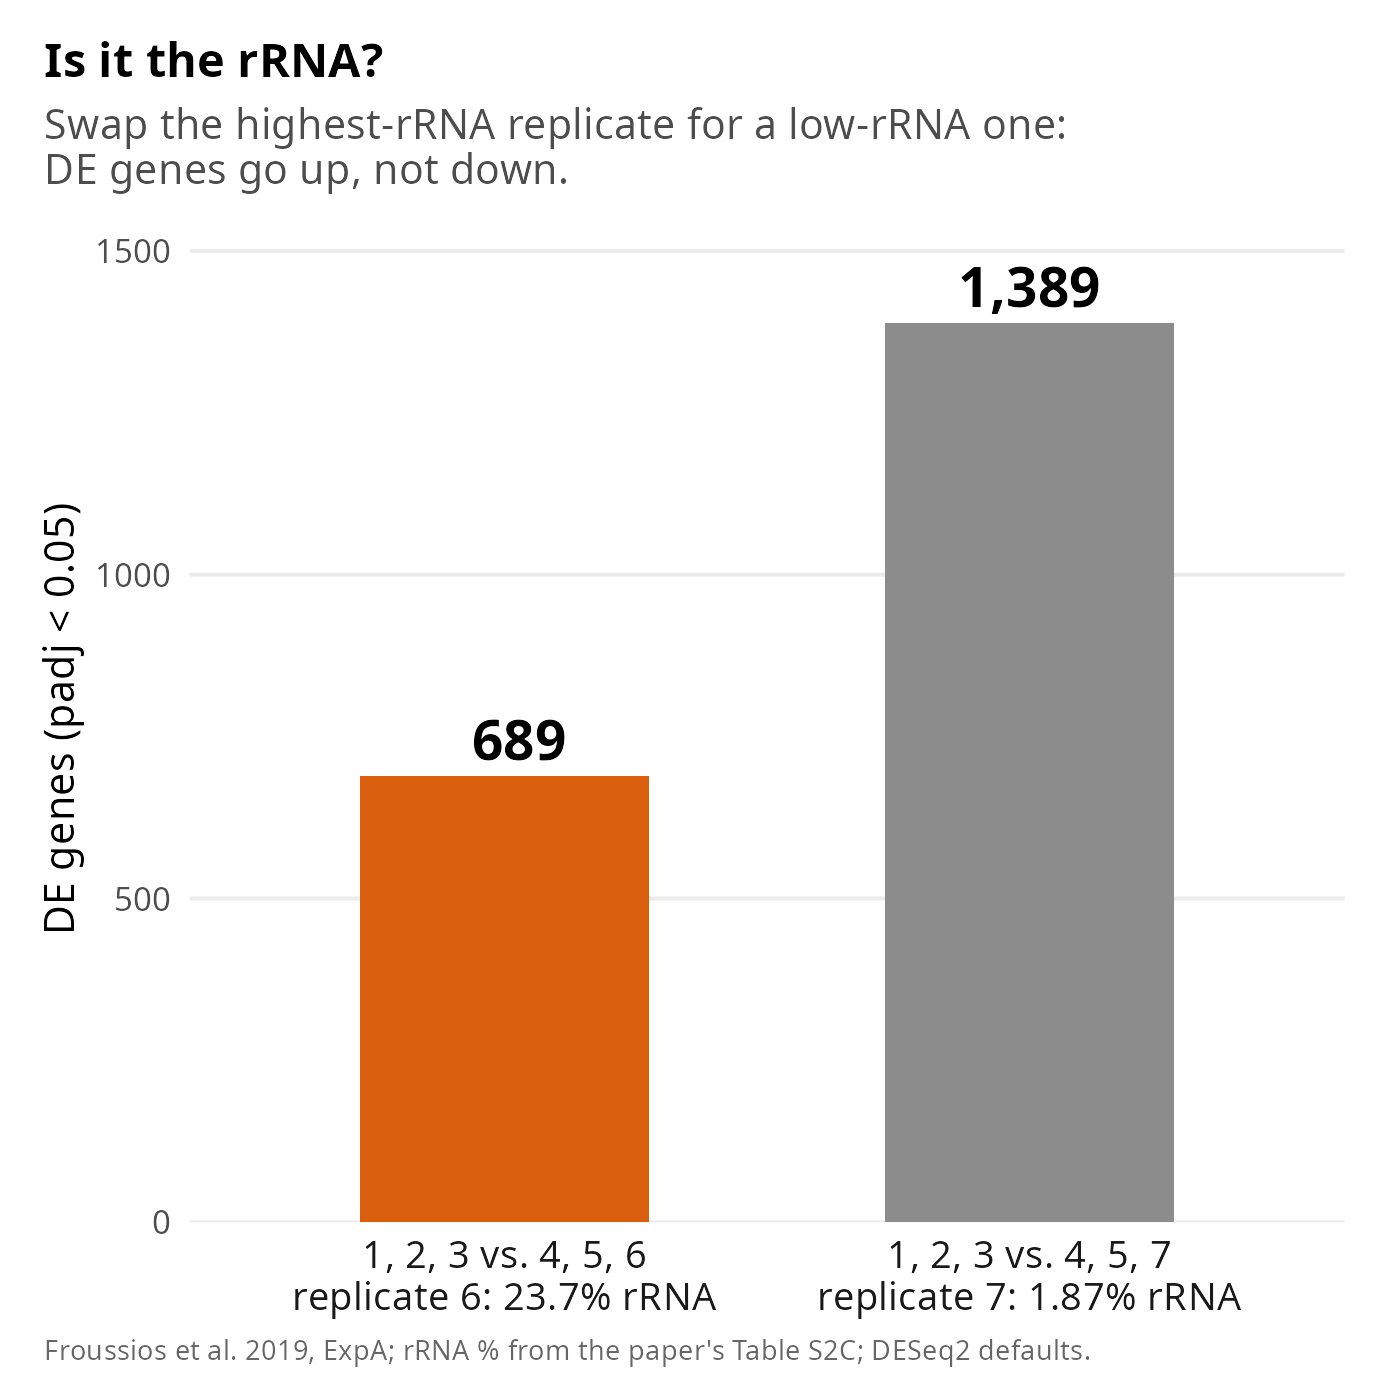 Is it the rRNA?
Swap the highest-rRNA replicate for a low-rRNA one:
DE genes go up, not down.
DE genes (padj < 0.05)
1500
1000
500
0
689
1,389
1, 2, 3 vs. 4, 5, 6
replicate 6: 23.7% rRNA
1, 2, 3 vs. 4, 5, 7
replicate 7: 1.87% rRNA
Froussios et al. 2019, ExpA; rRNA % from the paper's Table S2C; DESeq2 defaults.